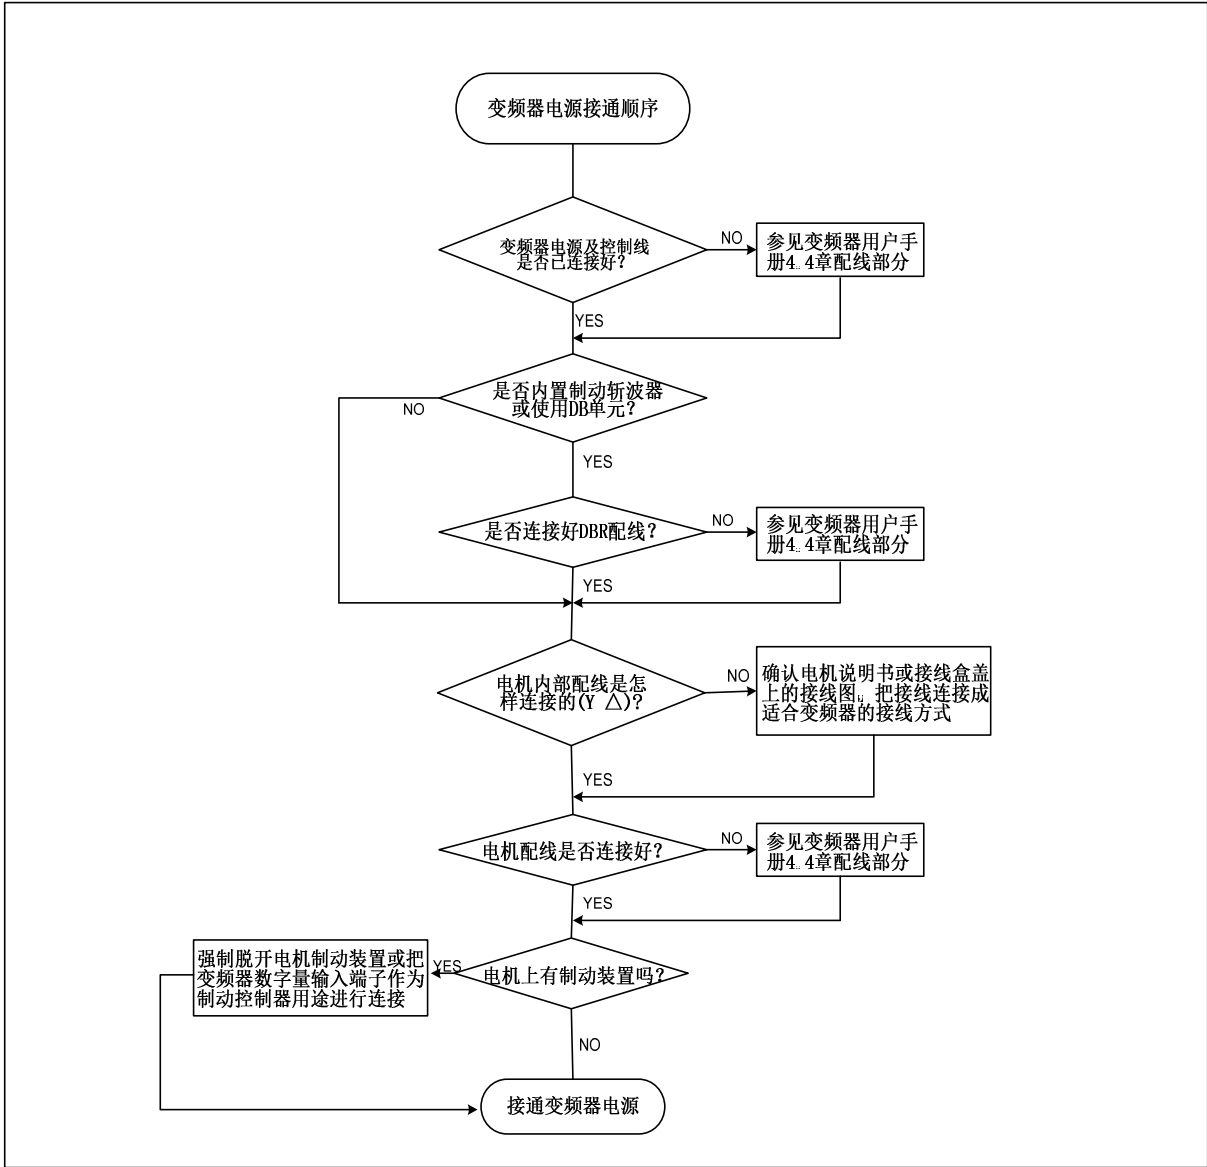 变频器电源接通顺序
变频器电源及控制线
是否已连接好?
NO
参见变频器用户手
册4.4章配线部分
YES
是否内置制动斩波器
或使用DB单元?
NO
YES
是否连接好DBR配线?
NO
参见变频器用户手
册4.4章配线部分
YES
电机内部配线是怎
样连接的(Y △)?
NO
确认电机说明书或接线盒盖
上的接线图,把接线连接成
适合变频器的接线方式
YES
电机配线是否连接好?
NO
参见变频器用户手
册4.4章配线部分
YES
电机上有制动装置吗?
YES
强制脱开电机制动装置或把
变频器数字量输入端子作为
制动控制器用途进行连接
NO
接通变频器电源